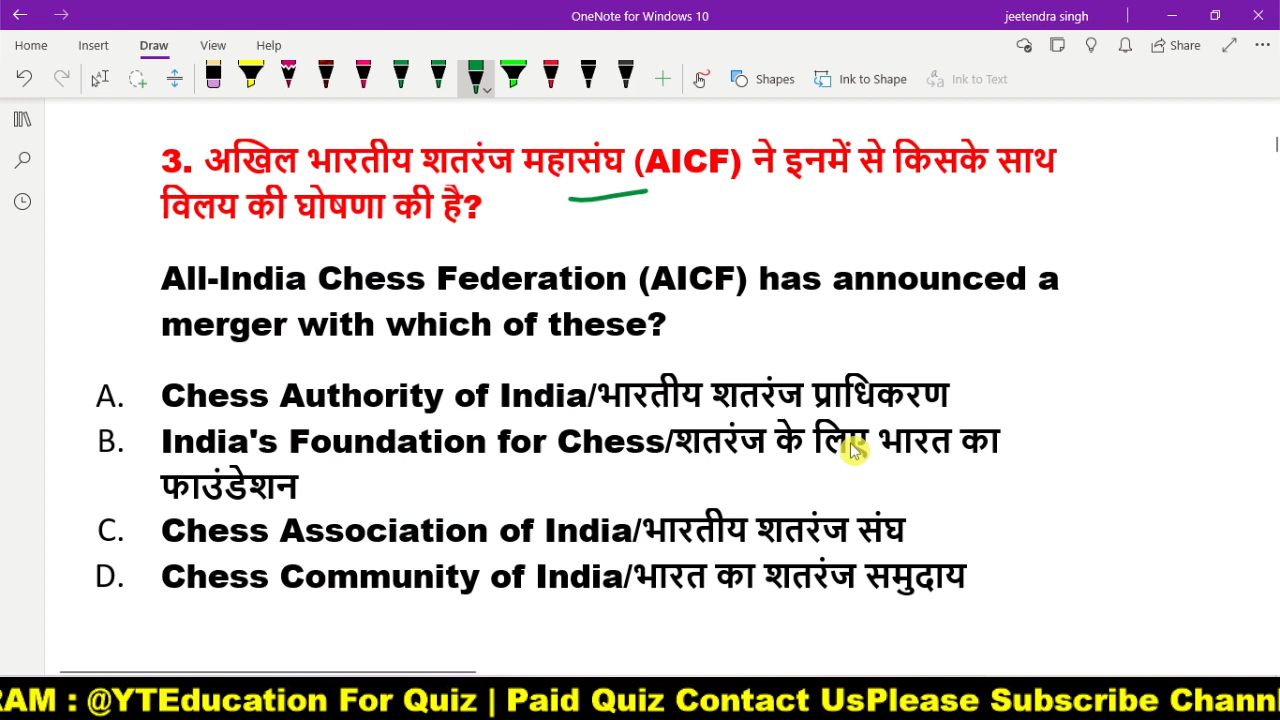 OneNote for Windows 10
jeetendra singh
Home Insert Draw View Help
Share
Shapes Ink to Shape Ink to Text
3. अखिल भारतीय शतरंज महासंघ (AICF) ने इनमें से किसके साथ
विलय की घोषणा की है?
All-India Chess Federation (AICF) has announced a
merger with which of these?
A. Chess Authority of India/भारतीय शतरंज प्राधिकरण
B. India's Foundation for Chess/शतरंज के लिए भारत का
फाउंडेशन
C. Chess Association of India/भारतीय शतरंज संघ
D. Chess Community of India/भारत का शतरंज समुदाय
RAM : @YTEducation For Quiz | Paid Quiz Contact UsPlease Subscribe Chann